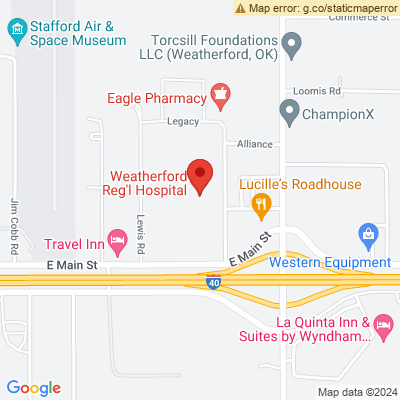 Map error: g.co/staticmaperror
Stafford Air &
Space Museum
Commerce St
Torcsill Foundations
LLC (Weatherford, OK)
Loomis Rd
Eagle Pharmacy
ChampionX
Legacy
Alliance
Weatherford
Reg'l Hospital
Lucille's Roadhouse
Jim Cobb Rd
Lewis Rd
Travel Inn
E Main St
E Main St
Western Equipment
40
La Quinta Inn &
Suites by Wyndham...
Google
Map data ©2024